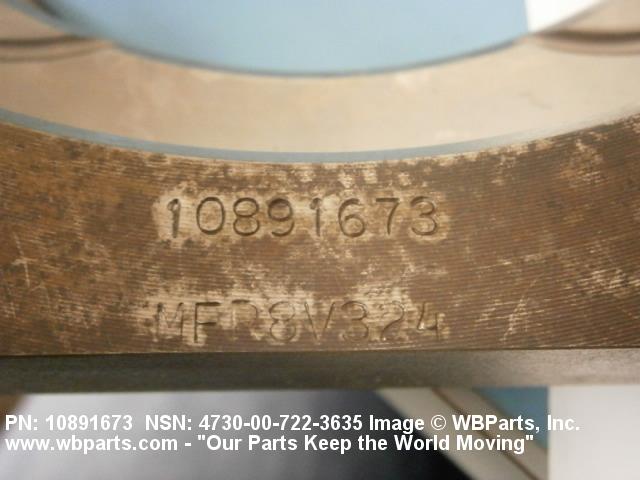 10891673
MFR8V324
PN: 10891673 NSN: 4730-00-722-3635 Image © WBParts, Inc.
www.wbparts.com - "Our Parts Keep the World Moving"